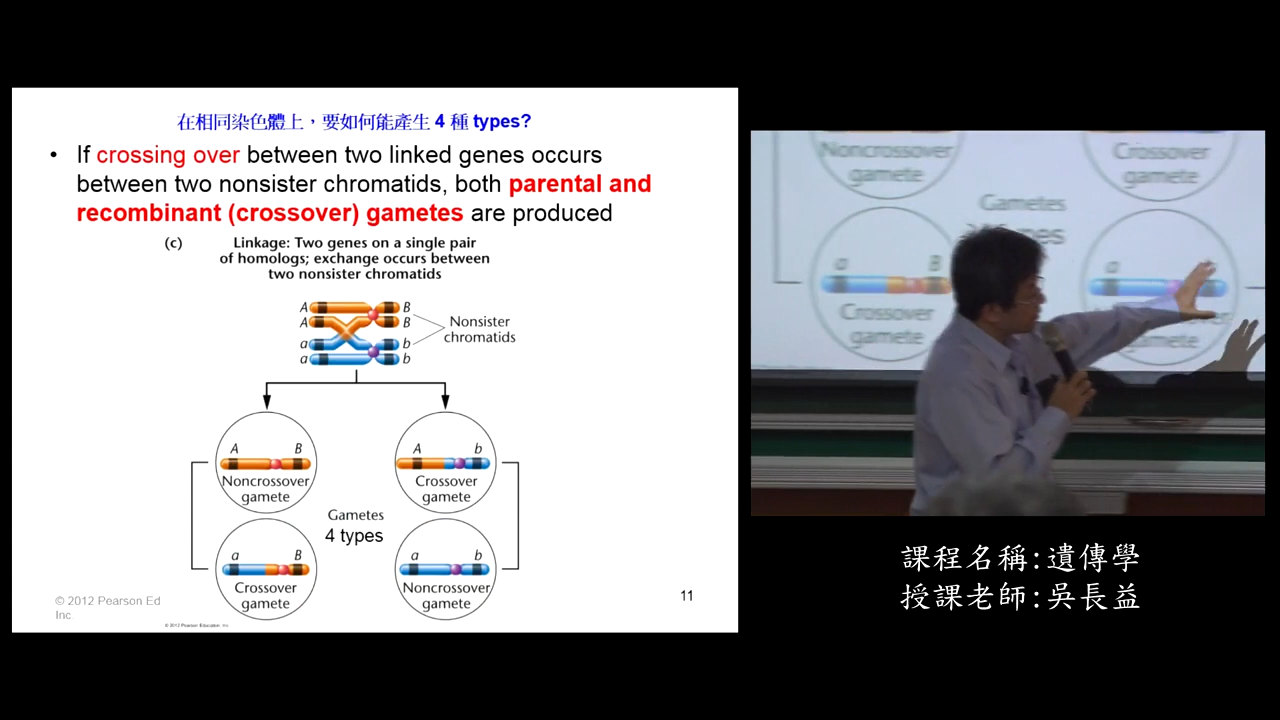 在相同染色體上，要如何能產生 4 種 types?
• If crossing over between two linked genes occurs
between two nonsister chromatids, both parental and
recombinant (crossover) gametes are produced
(c) Linkage: Two genes on a single pair
of homologs; exchange occurs between
two nonsister chromatids
A B
A B
a b
a b
Nonsister
chromatids
A B
Noncrossover
gamete
A b
Crossover
gamete
Gametes
4 types
a B
Crossover
gamete
a b
Noncrossover
gamete
© 2012 Pearson Ed
Inc.
© 2012 Pearson Education, Inc.
11
Noncrossover
gamete
Crossover
gamete
Gametes
a B
Crossover
gamete
a
gamete
課程名稱:遺傳學
授課老師:吳長益